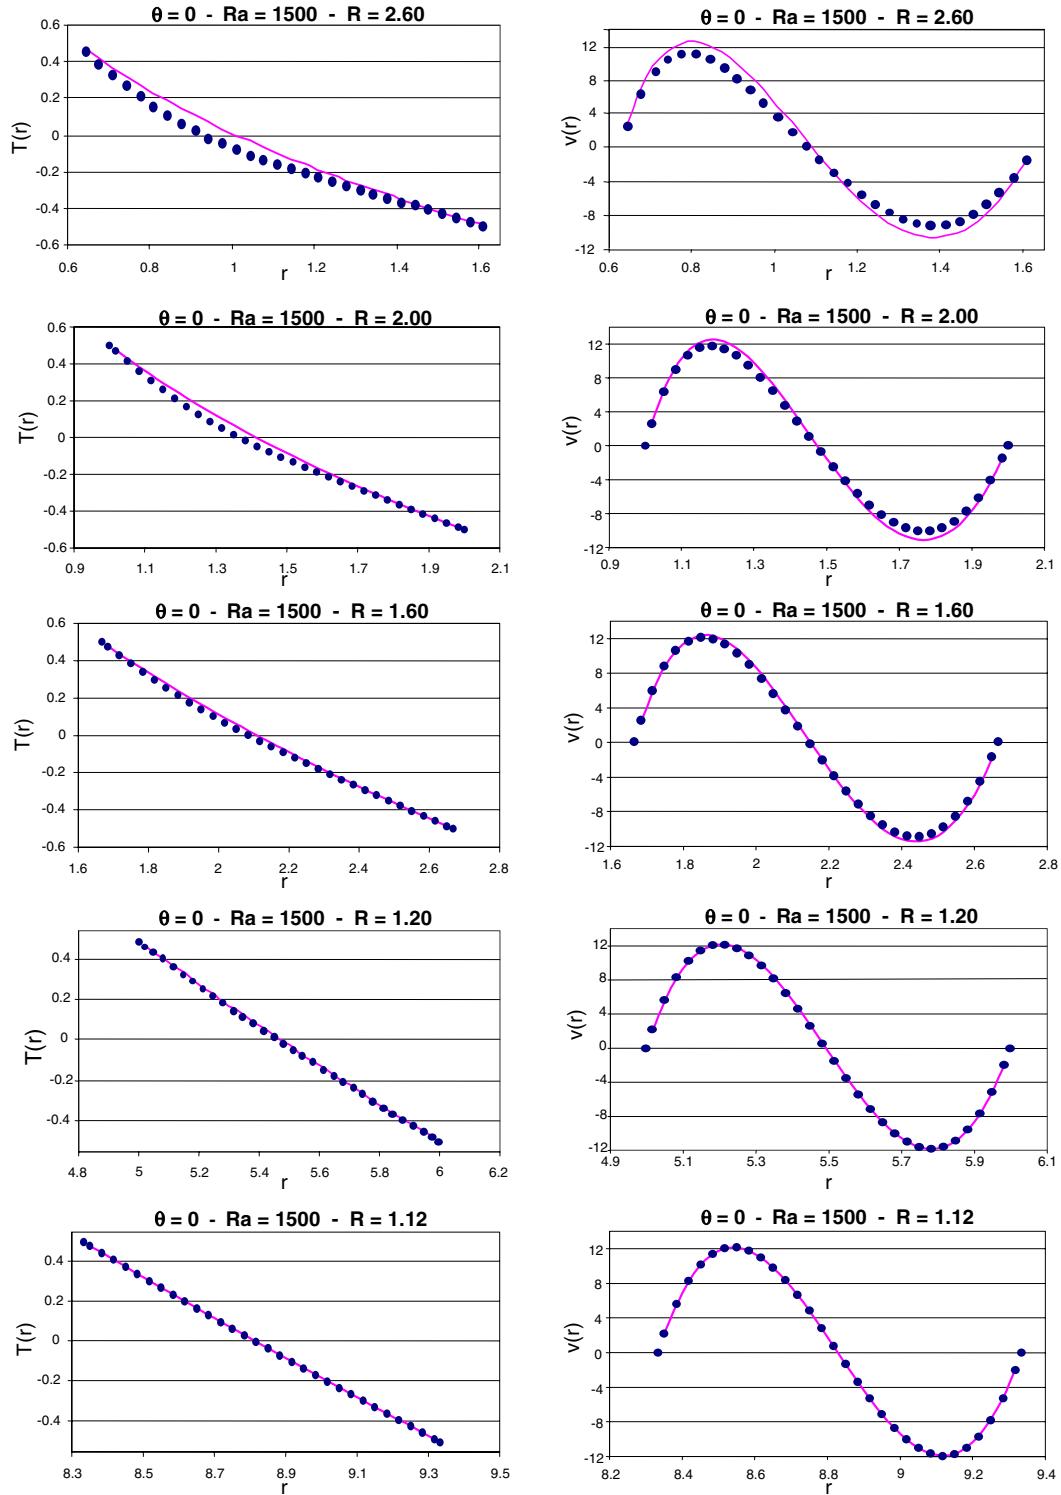 θ = 0 - Ra = 1500 - R = 2.60
0.6
0.4
0.2
0
-0.2
-0.4
-0.6
T(r)
0.6 0.8 1 1.2 1.4 1.6
r
θ = 0 - Ra = 1500 - R = 2.60
12
8
4
0
-4
-8
-12
v(r)
0.6 0.8 1 1.2 1.4 1.6
r
θ = 0 - Ra = 1500 - R = 2.00
0.6
0.4
0.2
0
-0.2
-0.4
-0.6
T(r)
0.9 1.1 1.3 1.5 1.7 1.9 2.1
r
θ = 0 - Ra = 1500 - R = 2.00
12
8
4
0
-4
-8
-12
v(r)
0.9 1.1 1.3 1.5 1.7 1.9 2.1
r
θ = 0 - Ra = 1500 - R = 1.60
0.6
0.4
0.2
0
-0.2
-0.4
-0.6
T(r)
1.6 2 2.2 2.4 2.6 2.8
r
θ = 0 - Ra = 1500 - R = 1.60
12
8
4
0
-4
-8
-12
v(r)
1.6 1.8 2 2.2 2.4 2.6 2.8
r
θ = 0 - Ra = 1500 - R = 1.20
0.4
0.2
0
-0.2
-0.4
T(r)
4.8 5 5.2 5.4 5.6 5.8 6 6.2
r
θ = 0 - Ra = 1500 - R = 1.20
12
8
4
0
-4
-8
-12
v(r)
4.9 5.1 5.3 5.5 5.7 5.9 6.1
r
θ = 0 - Ra = 1500 - R = 1.12
0.4
0.2
0
-0.2
-0.4
T(r)
8.3 8.5 8.7 8.9 9.1 9.3 9.5
r
θ = 0 - Ra = 1500 - R = 1.12
12
8
4
0
-4
-8
-12
v(r)
8.2 8.4 8.6 8.8 9 9.2 9.4
r